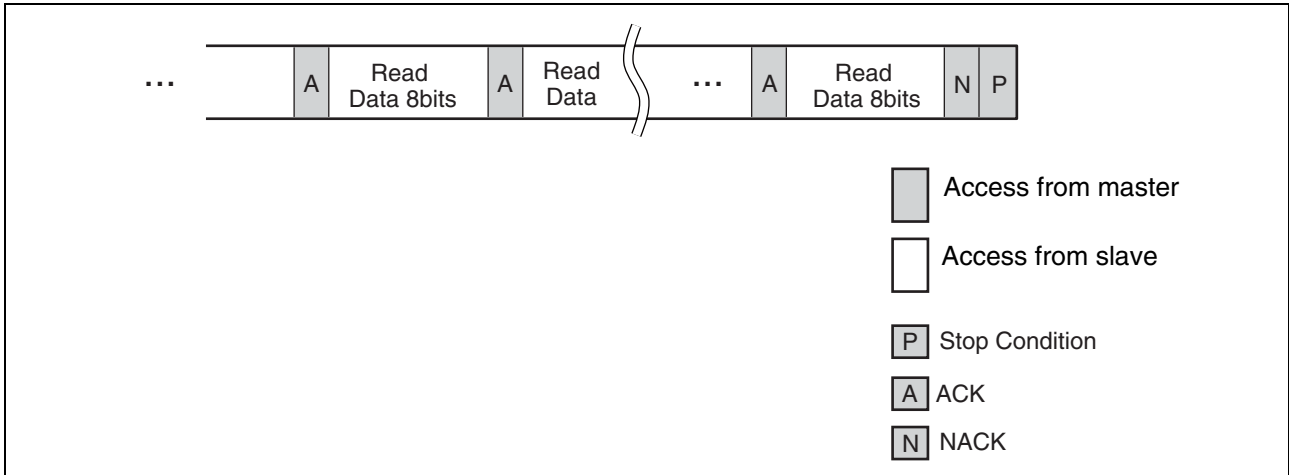 ... A Read Data 8bits A Read Data ... A Read Data 8bits N P
Access from master
Access from slave
P Stop Condition
A ACK
N NACK